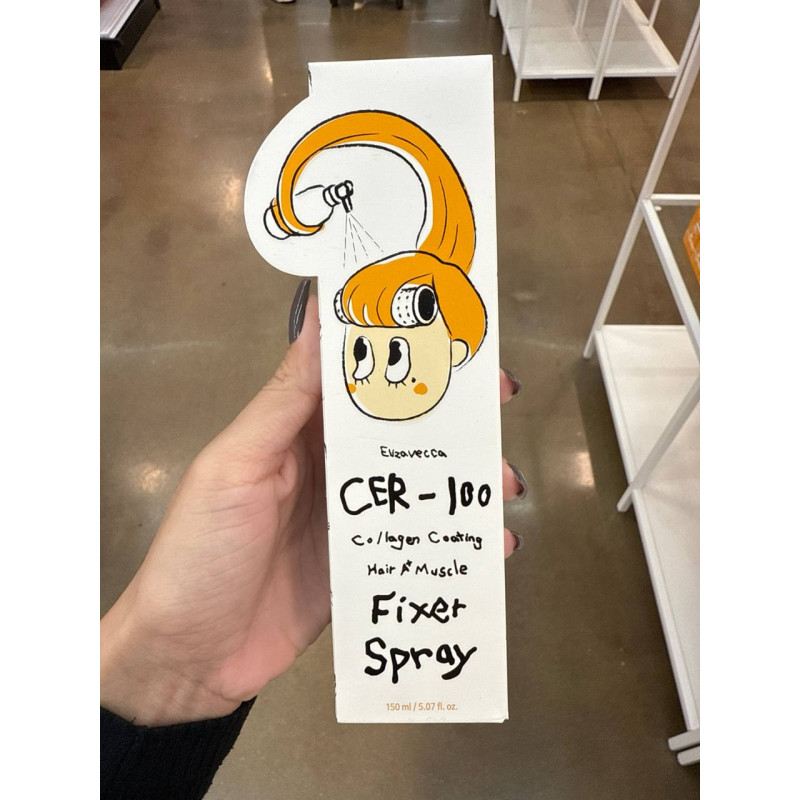 Elizavecca
CER-100
Collagen Coating
Hair A⁺ Muscle
Fixer
Spray
150 ml / 5.07 fl. oz.